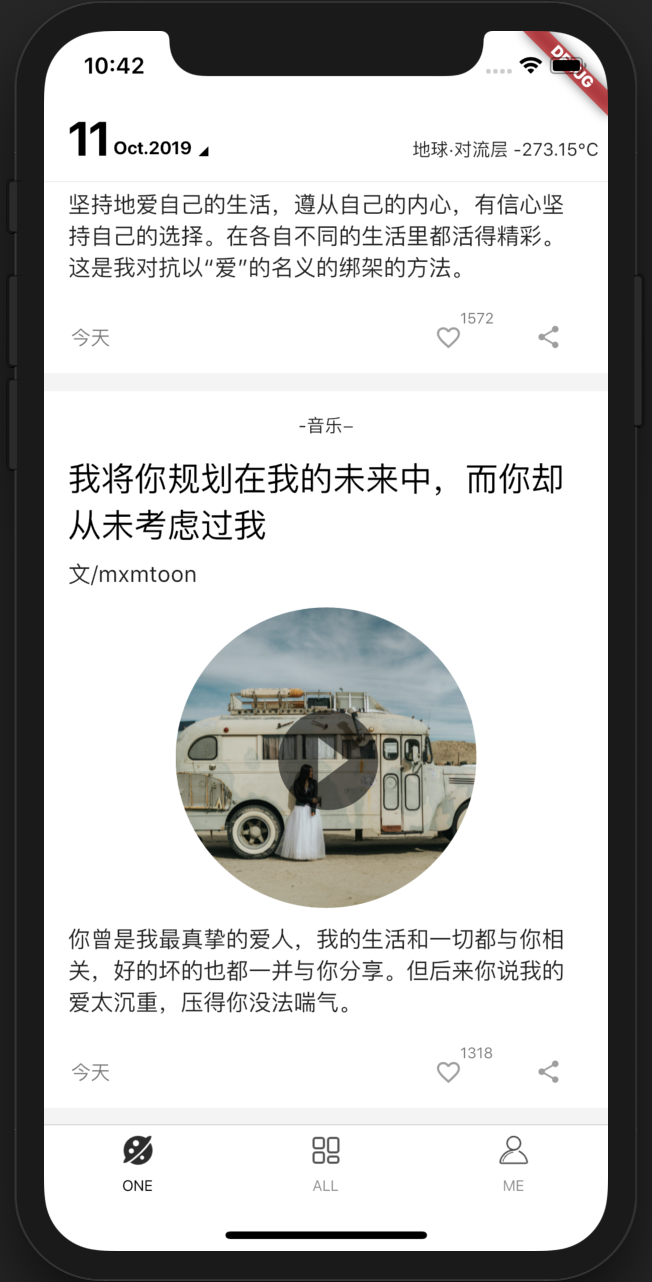 10:42
DEBUG
11 Oct.2019
地球·对流层 -273.15°C
坚持地爱自己的生活，遵从自己的内心，有信心坚
持自己的选择。在各自不同的生活里都活得精彩。
这是我对抗以“爱”的名义的绑架的方法。
今天
1572
-音乐–
我将你规划在我的未来中，而你却
从未考虑过我
文/mxmtoon
你曾是我最真挚的爱人，我的生活和一切都与你相
关，好的坏的也都一并与你分享。但后来你说我的
爱太沉重，压得你没法喘气。
今天
1318
ONE
ALL
ME